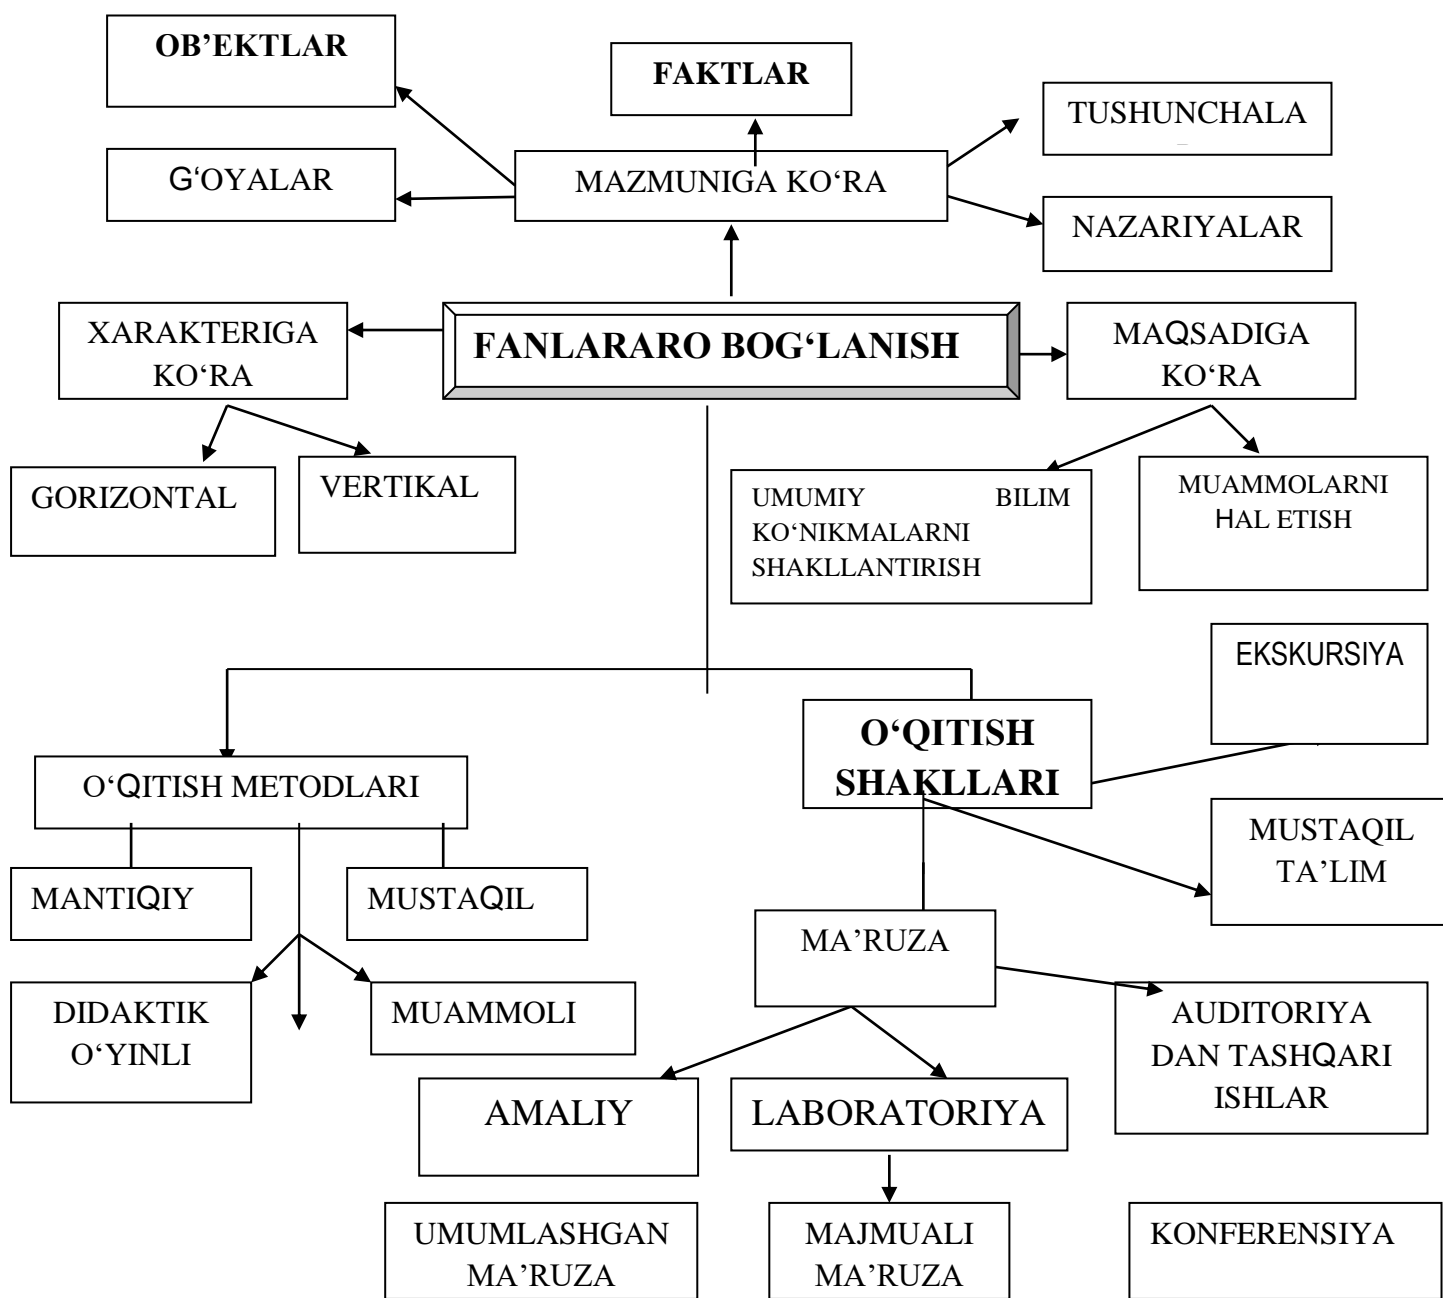 OB’EKTLAR
FAKTLAR
TUSHUNCHALA
G‘OYALAR
MAZMUNIGA KO‘RA
NAZARIYALAR
XARAKTERIGA
KO‘RA
FANLARARO BOG‘LANISH
MAQSADIGA
KO‘RA
GORIZONTAL
VERTIKAL
UMUMIY BILIM
KO‘NIKMALARNI
SHAKLLANTIRISH
MUAMMOLARNI
HAL ETISH
EKSKURSIYA
O‘QITISH
SHAKLLARI
O‘QITISH METODLARI
MUSTAQIL
TA’LIM
MANTIQIY
MUSTAQIL
MA’RUZA
DIDAKTIK
O‘YINLI
MUAMMOLI
AUDITORIYA
DAN TASHQARI
ISHLAR
AMALIY
LABORATORIYA
UMUMLASHGAN
MA’RUZA
MAJMUALI
MA’RUZA
KONFERENSIYA